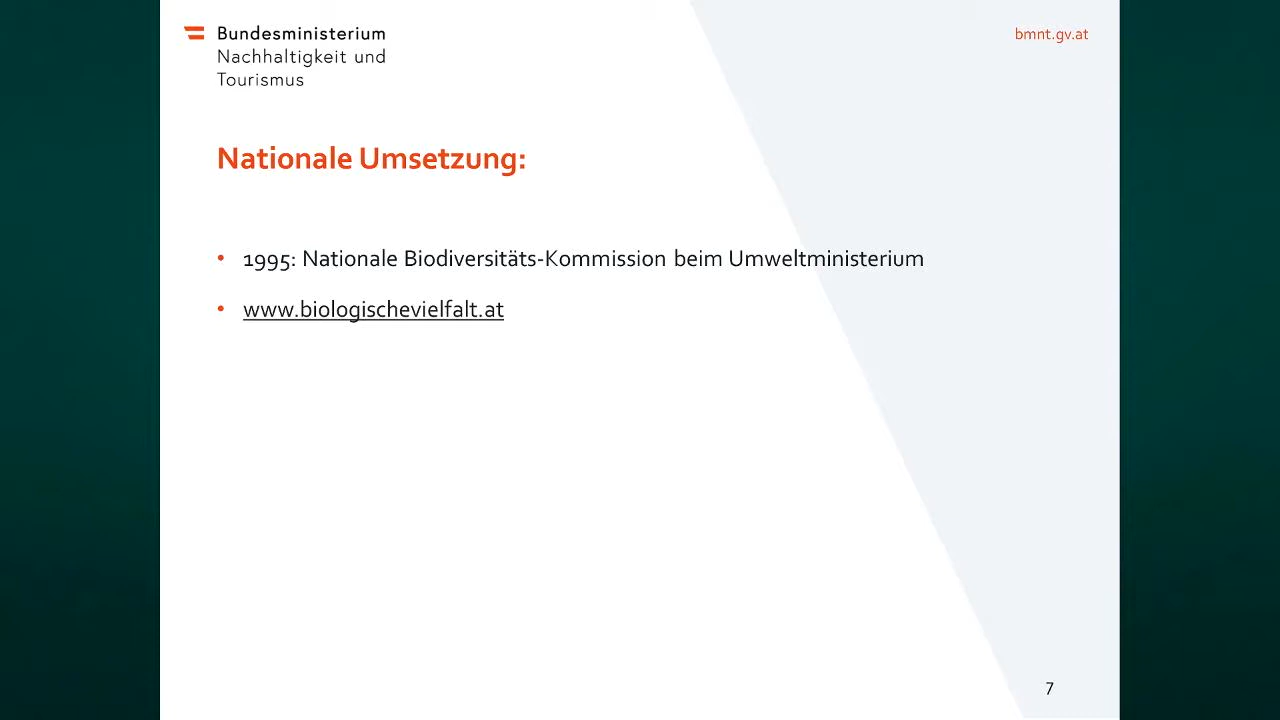 Bundesministerium
Nachhaltigkeit und
Tourismus
bmnt.gv.at
Nationale Umsetzung:
• 1995: Nationale Biodiversitäts-Kommission beim Umweltministerium
• www.biologischevielfalt.at
7